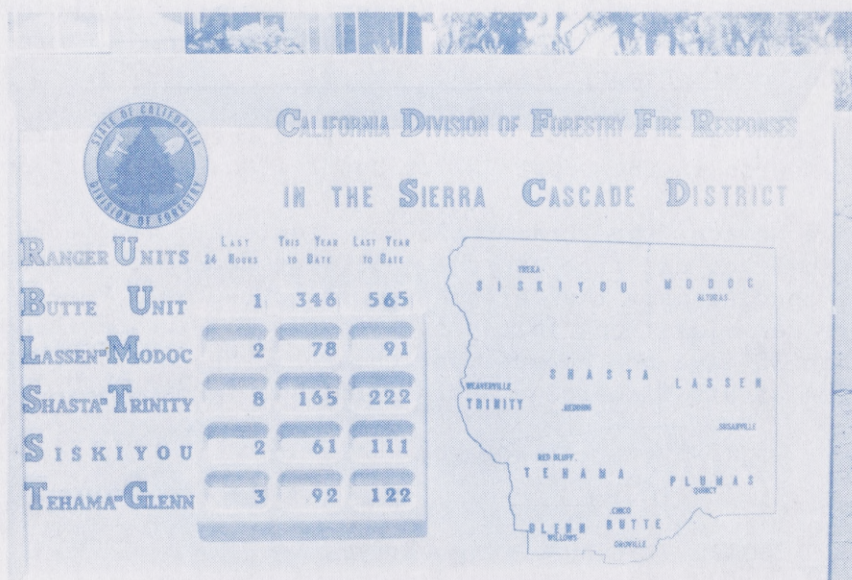 STATE OF CALIFORNIA
DIVISION OF FORESTRY
CALIFORNIA DIVISION OF FORESTRY FIRE RESPONSES
IN THE SIERRA CASCADE DISTRICT
RANGER UNITS LAST 24 HOURS THIS YEAR TO DATE LAST YEAR TO DATE
BUTTE UNIT 1 346 565
LASSEN-MODOC 2 78 91
SHASTA-TRINITY 8 165 222
SISKIYOU 2 61 111
TEHAMA-GLENN 3 92 122
YREKA
SISKIYOU MODOC
ALTURAS
SHASTA
LASSEN
WEAVERVILLE
TRINITY
REDDING
SUSANVILLE
RED BLUFF
TEHAMA
PLUMAS
QUINCY
CHICO
GLENN BUTTE
WILLOWS
OROVILLE